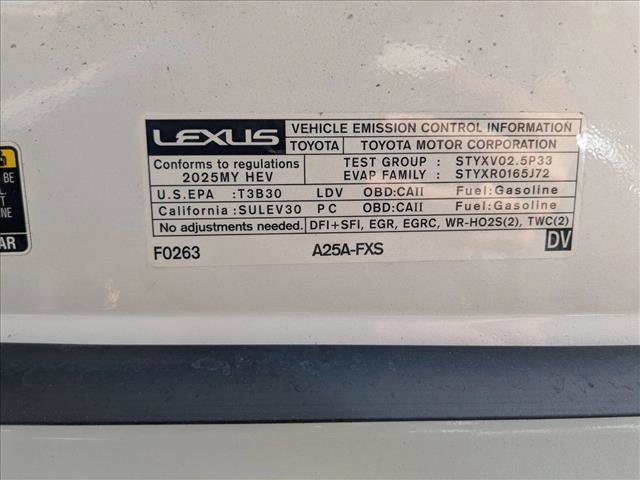 LEXUS VEHICLE EMISSION CONTROL INFORMATION
TOYOTA TOYOTA MOTOR CORPORATION
Conforms to regulations TEST GROUP : STYXV02.5P33
2025MY HEV EVAP FAMILY : STYXR0165J72
U.S.EPA :T3B30 LDV OBD:CAII Fuel:Gasoline
California :SULEV30 PC OBD:CAII Fuel:Gasoline
No adjustments needed. DFI+SFI, EGR, EGRC, WR-HO2S(2), TWC(2)
F0263 A25A-FXS DV
BE